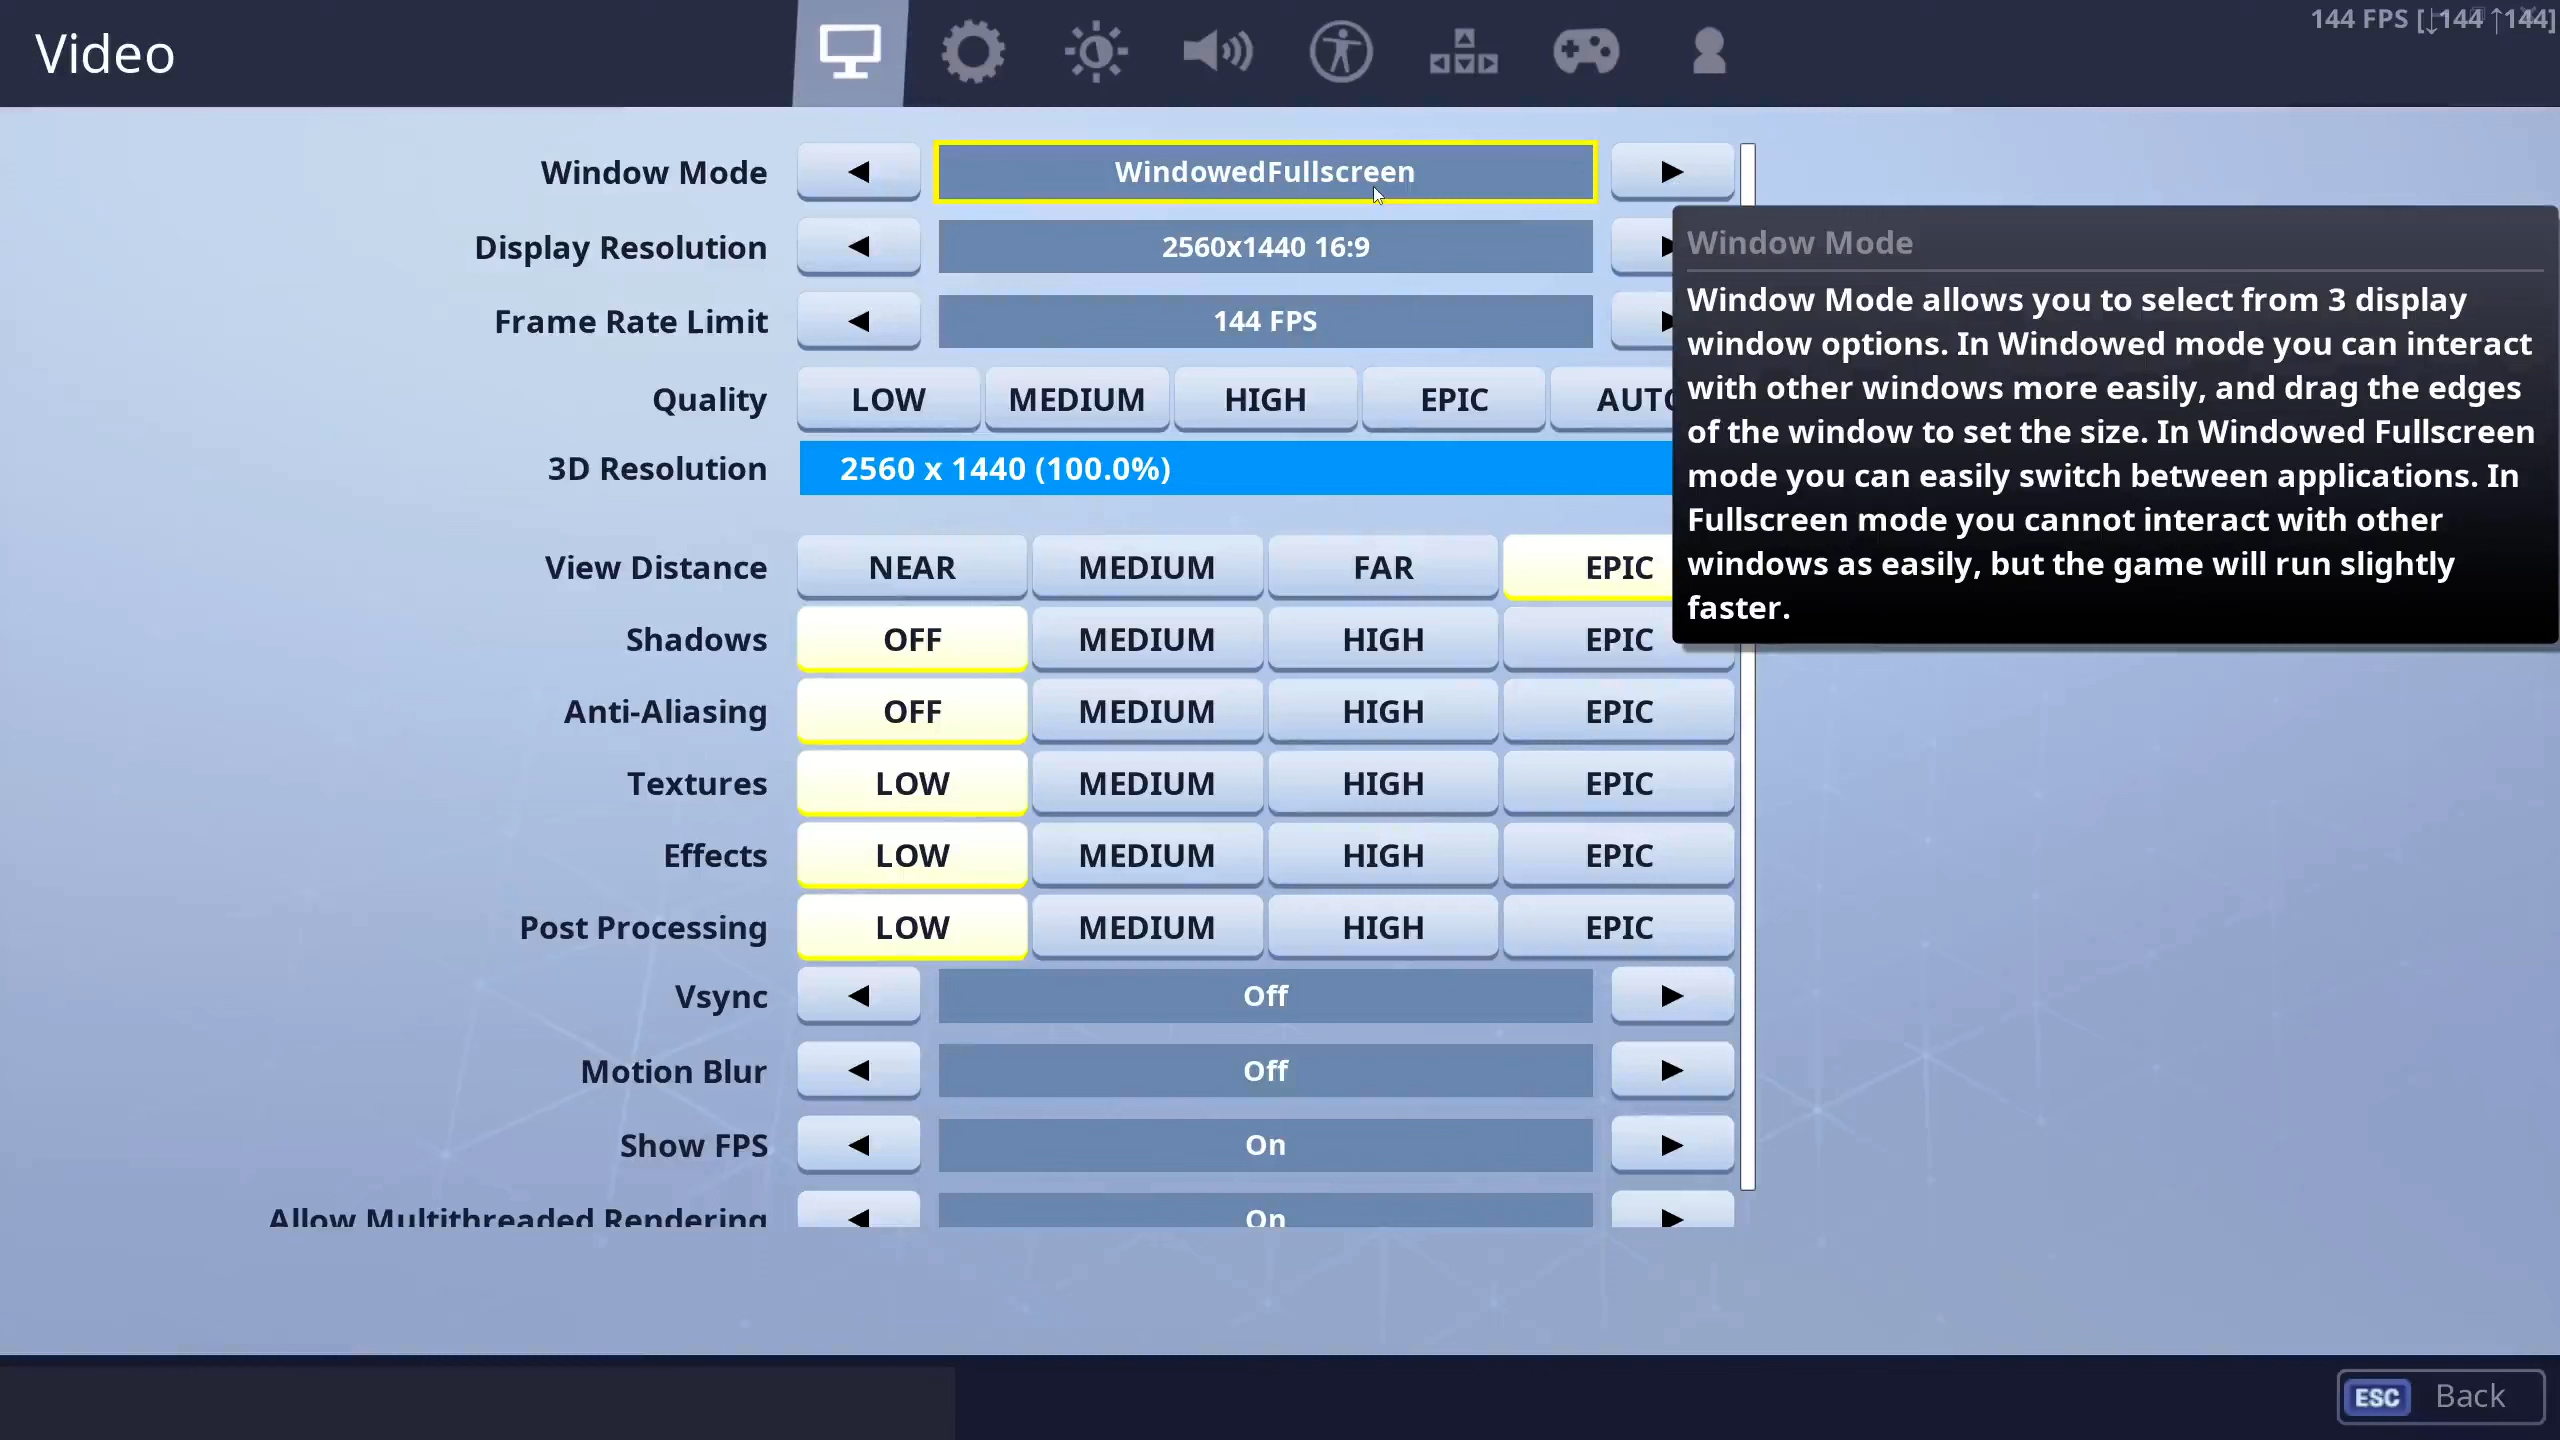 Video
144 FPS [↓144 ↑144]
Window Mode
WindowedFullscreen
Display Resolution
2560x1440 16:9
Frame Rate Limit
144 FPS
Quality
LOW MEDIUM HIGH EPIC AUTO
3D Resolution
2560 x 1440 (100.0%)
Window Mode
Window Mode allows you to select from 3 display
window options. In Windowed mode you can interact
with other windows more easily, and drag the edges
of the window to set the size. In Windowed Fullscreen
mode you can easily switch between applications. In
Fullscreen mode you cannot interact with other
windows as easily, but the game will run slightly
faster.
View Distance
NEAR MEDIUM FAR EPIC
Shadows
OFF MEDIUM HIGH EPIC
Anti-Aliasing
OFF MEDIUM HIGH EPIC
Textures
LOW MEDIUM HIGH EPIC
Effects
LOW MEDIUM HIGH EPIC
Post Processing
LOW MEDIUM HIGH EPIC
Vsync
Off
Motion Blur
Off
Show FPS
On
Allow Multithreaded Rendering
On
ESC Back